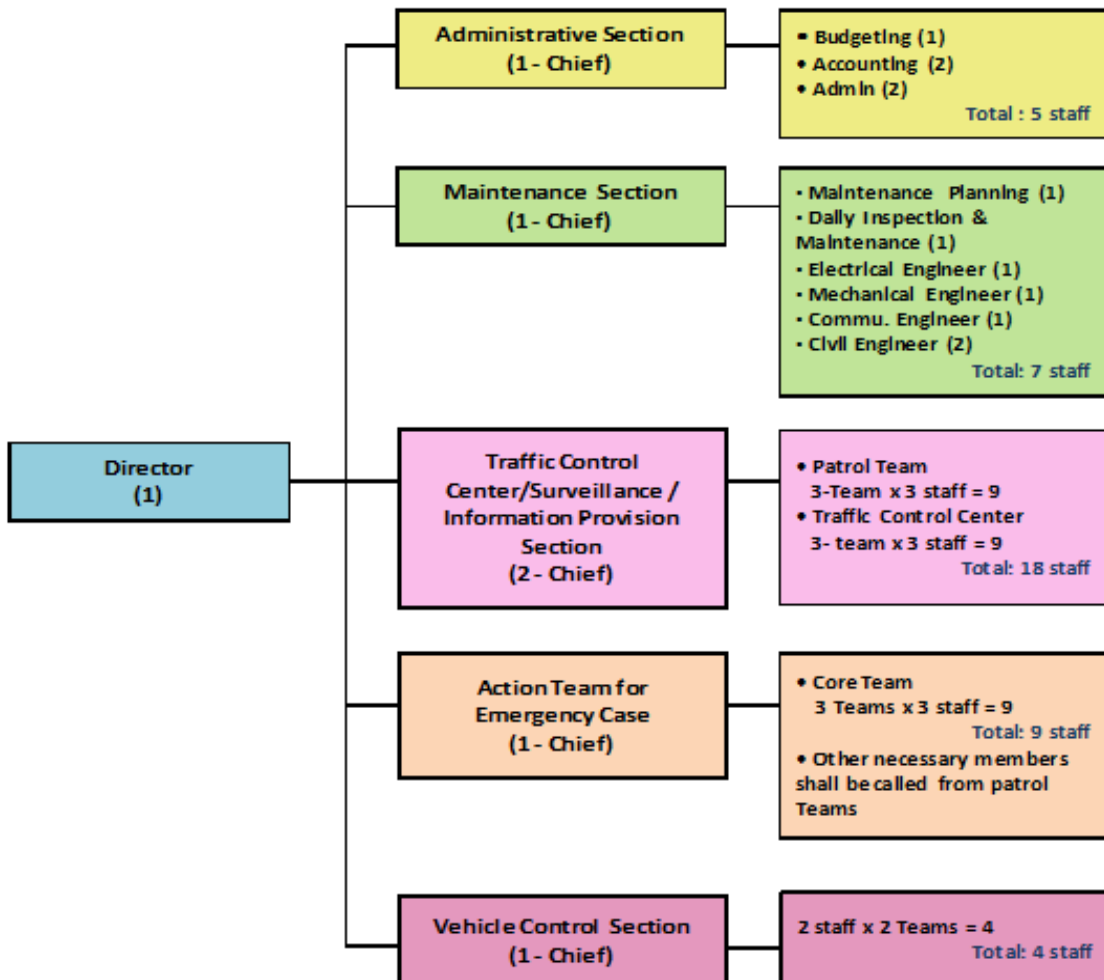 Administrative Section
(1 - Chief)
• Budgeting (1)
• Accounting (2)
• Admin (2)
Total : 5 staff
Maintenance Section
(1 - Chief)
• Maintenance Planning (1)
• Daily Inspection &
Maintenance (1)
• Electrical Engineer (1)
• Mechanical Engineer (1)
• Commu. Engineer (1)
• Civil Engineer (2)
Total: 7 staff
Director
(1)
Traffic Control
Center/Surveillance /
Information Provision
Section
(2 - Chief)
• Patrol Team
3-Team x 3 staff = 9
• Traffic Control Center
3- team x 3 staff = 9
Total: 18 staff
Action Team for
Emergency Case
(1 - Chief)
• Core Team
3 Teams x 3 staff = 9
Total: 9 staff
• Other necessary members
shall be called from patrol
Teams
Vehicle Control Section
(1 - Chief)
2 staff x 2 Teams = 4
Total: 4 staff